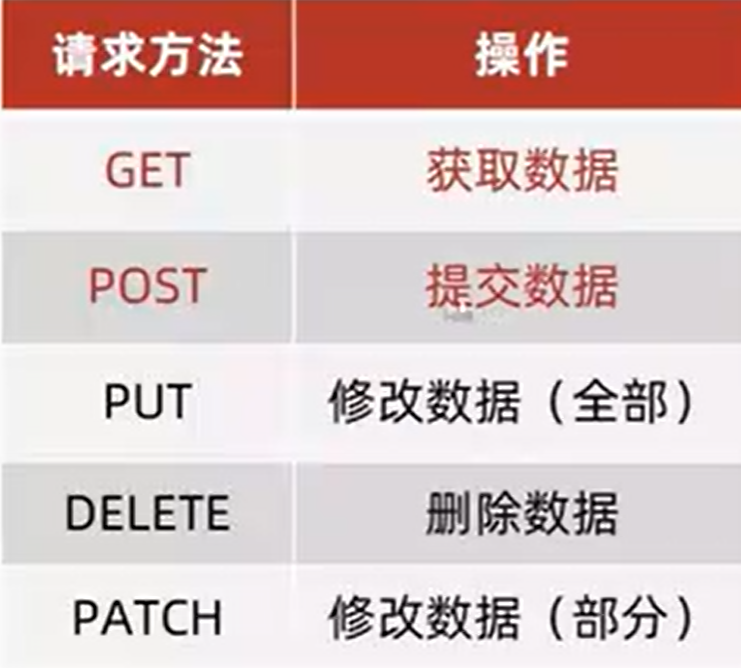 请求方法 操作
GET 获取数据
POST 提交数据
PUT 修改数据（全部）
DELETE 删除数据
PATCH 修改数据（部分）